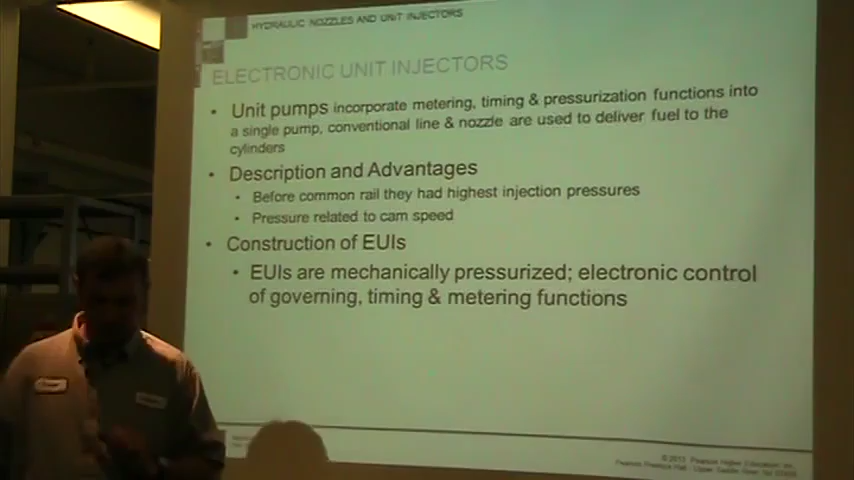 HYDRAULIC NOZZLES AND UNIT INJECTORS
ELECTRONIC UNIT INJECTORS
• Unit pumps incorporate metering, timing & pressurization functions into
a single pump, conventional line & nozzle are used to deliver fuel to the
cylinders
• Description and Advantages
• Before common rail they had highest injection pressures
• Pressure related to cam speed
• Construction of EUIs
• EUIs are mechanically pressurized; electronic control
of governing, timing & metering functions
Pearson Higher Education, Inc.
Pearson Prentice Hall - Upper Saddle River, NJ